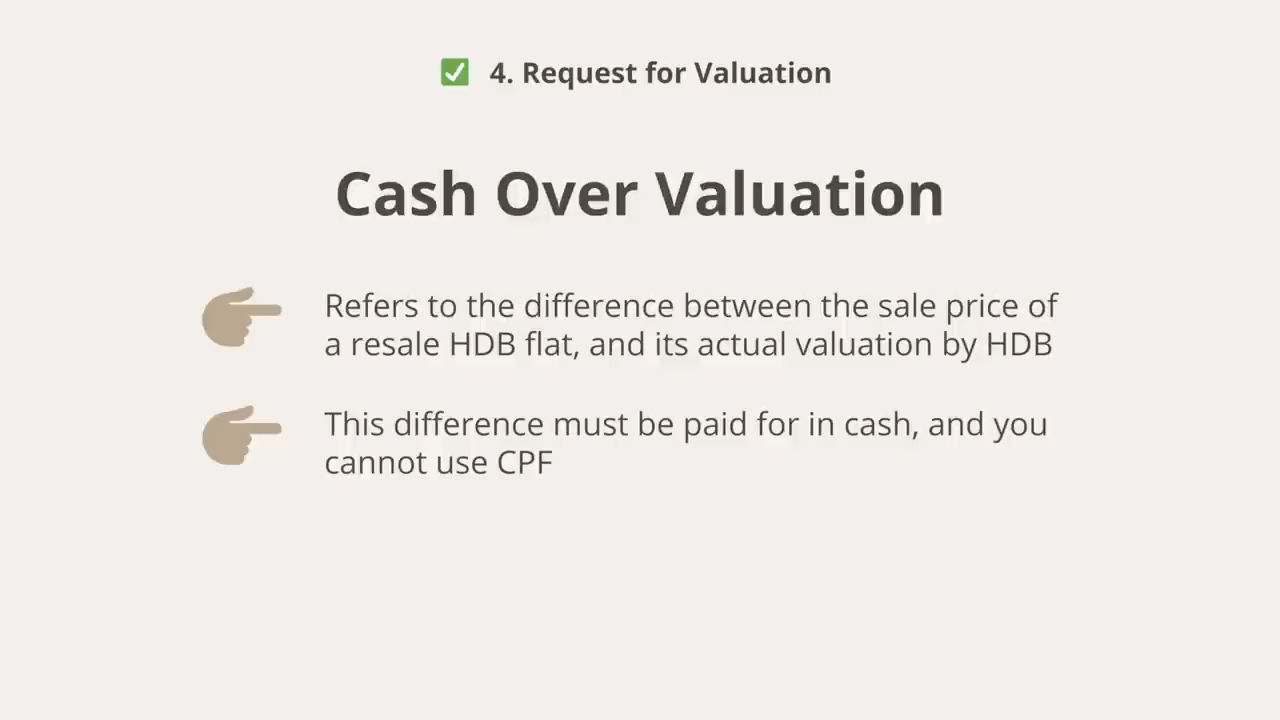 ✅ 4. Request for Valuation
Cash Over Valuation
Refers to the difference between the sale price of
a resale HDB flat, and its actual valuation by HDB
This difference must be paid for in cash, and you
cannot use CPF